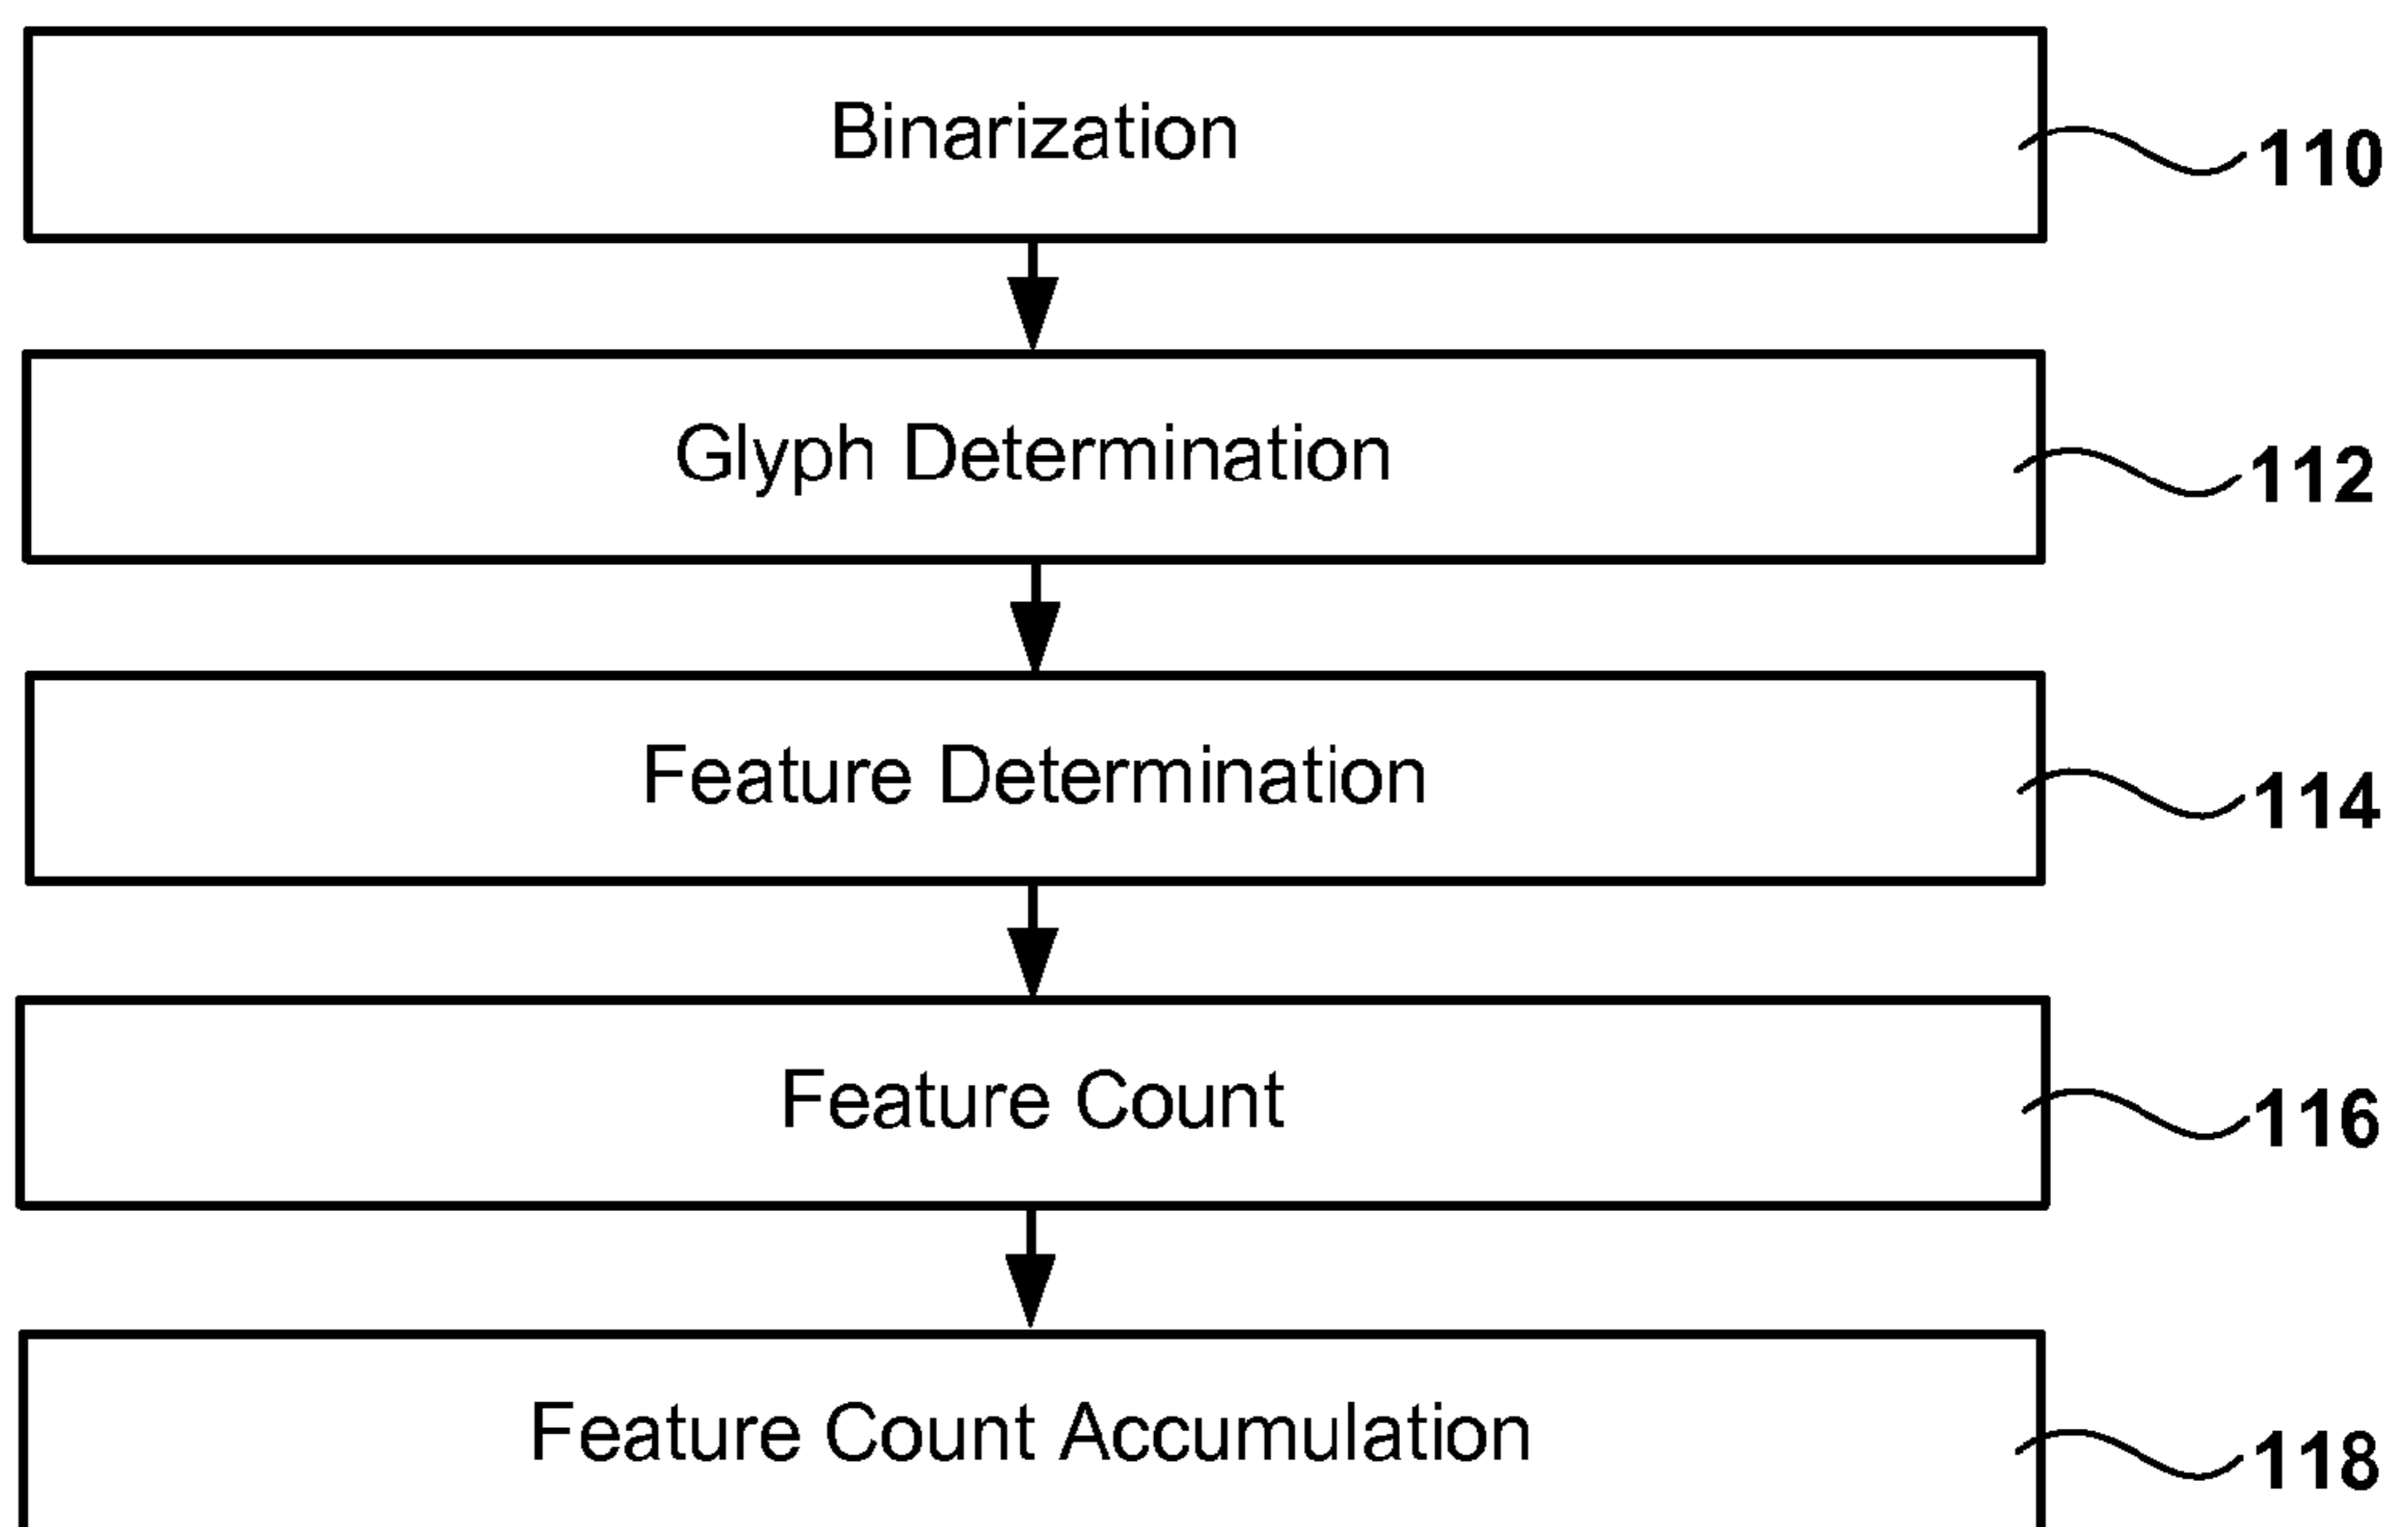 Binarization
110
Glyph Determination
112
Feature Determination
114
Feature Count
116
Feature Count Accumulation
118